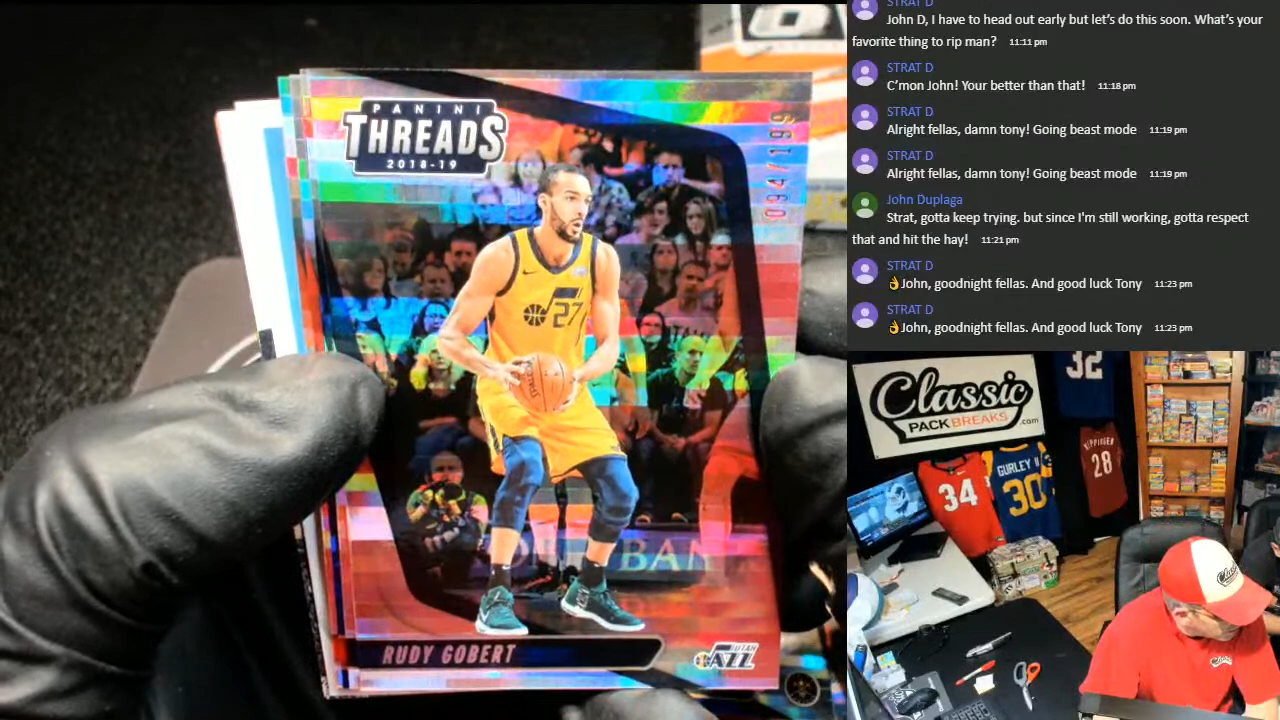 PANINI
THREADS
2018-19
094/199
27
RUDY GOBERT
UTAH
JAZZ
STRAT D
John D, I have to head out early but let's do this soon. What's your
favorite thing to rip man? 11:11 pm
STRAT D
C'mon John! Your better than that! 11:18 pm
STRAT D
Alright fellas, damn tony! Going beast mode 11:19 pm
STRAT D
Alright fellas, damn tony! Going beast mode 11:19 pm
John Duplaga
Strat, gotta keep trying. but since I'm still working, gotta respect
that and hit the hay! 11:21 pm
STRAT D
👌John, goodnight fellas. And good luck Tony 11:23 pm
STRAT D
👌John, goodnight fellas. And good luck Tony 11:23 pm
Classic
PACK BREAKS.com
32
34
GURLEY II
30
28